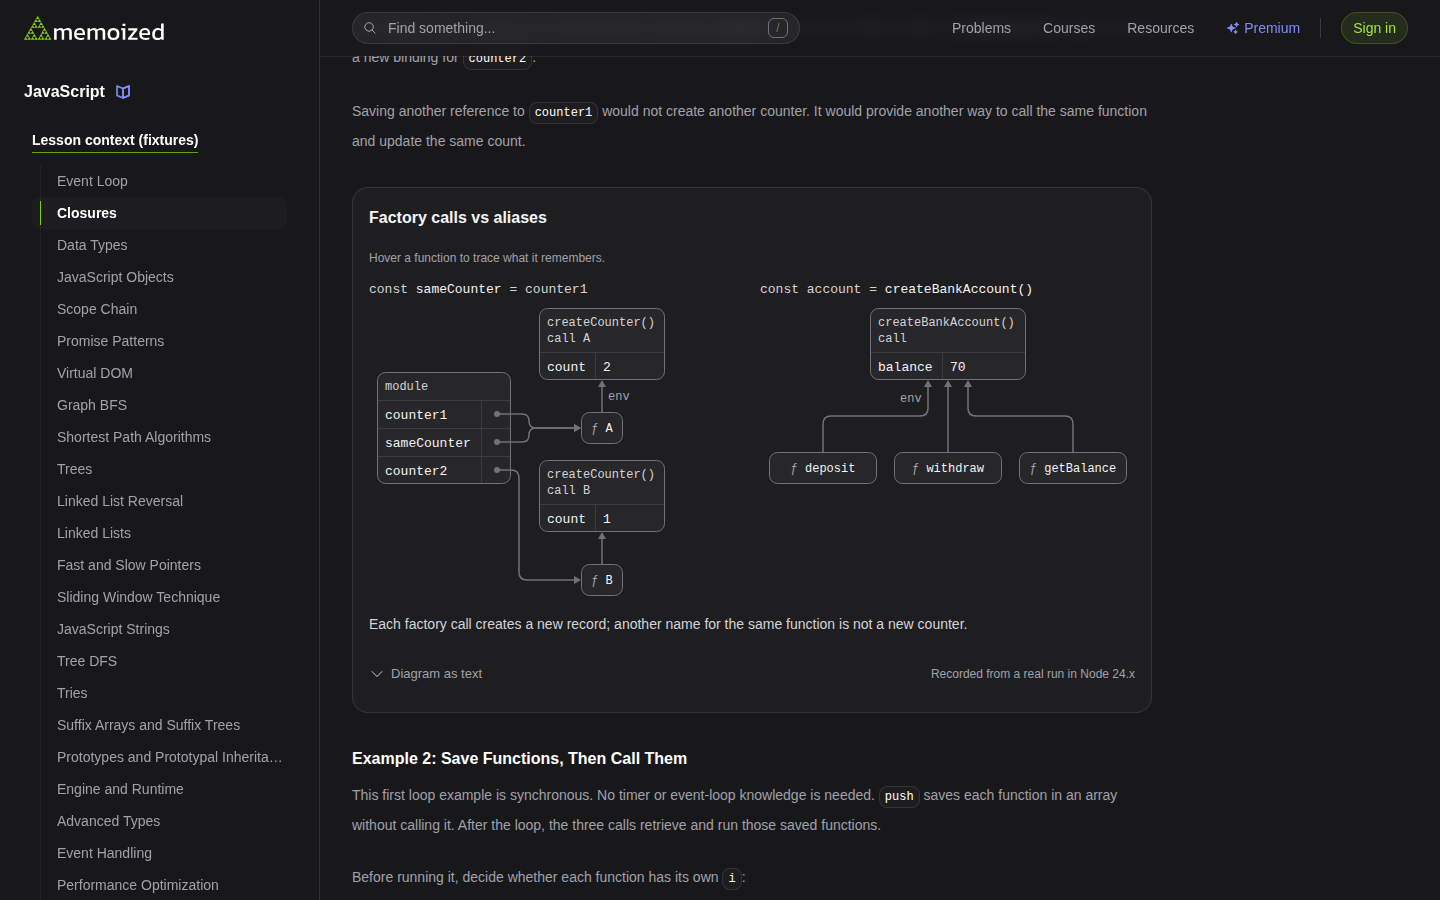 memoized
Find something...
/
Problems
Courses
Resources
Premium
Sign in
JavaScript
Lesson context (fixtures)
Event Loop
Closures
Data Types
JavaScript Objects
Scope Chain
Promise Patterns
Virtual DOM
Graph BFS
Shortest Path Algorithms
Trees
Linked List Reversal
Linked Lists
Fast and Slow Pointers
Sliding Window Technique
JavaScript Strings
Tree DFS
Tries
Suffix Arrays and Suffix Trees
Prototypes and Prototypal Inherita…
Engine and Runtime
Advanced Types
Event Handling
Performance Optimization
a new binding for counter2.
Saving another reference to counter1 would not create another counter. It would provide another way to call the same function
and update the same count.
Factory calls vs aliases
Hover a function to trace what it remembers.
const sameCounter = counter1
createCounter()
call A
count 2
env
module
counter1
sameCounter
counter2
ƒ A
createCounter()
call B
count 1
ƒ B
const account = createBankAccount()
createBankAccount()
call
balance 70
env
ƒ deposit
ƒ withdraw
ƒ getBalance
Each factory call creates a new record; another name for the same function is not a new counter.
Diagram as text
Recorded from a real run in Node 24.x
Example 2: Save Functions, Then Call Them
This first loop example is synchronous. No timer or event-loop knowledge is needed. push saves each function in an array
without calling it. After the loop, the three calls retrieve and run those saved functions.
Before running it, decide whether each function has its own i: